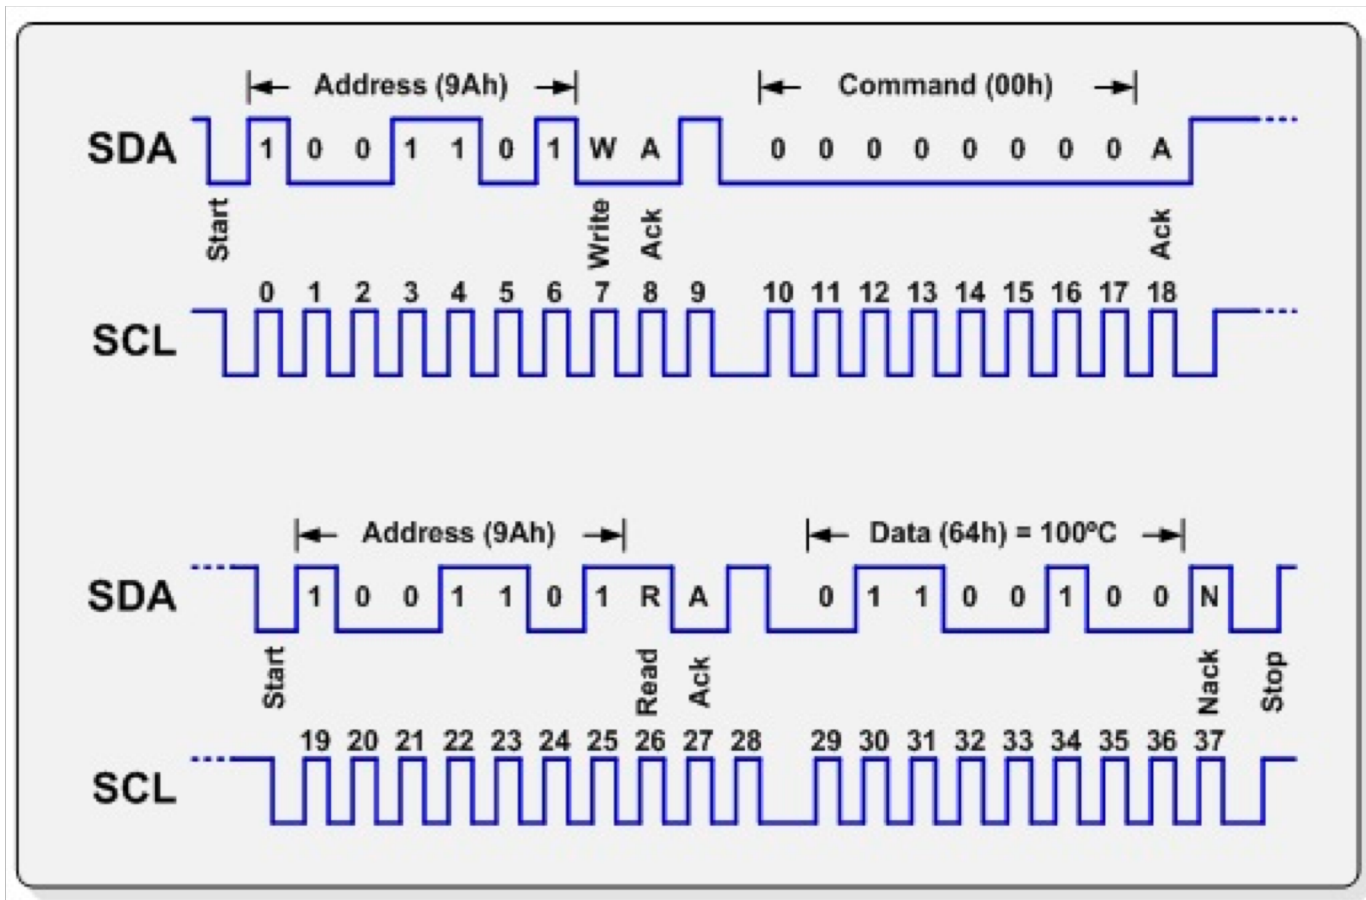 Address (9Ah) Command (00h)
SDA 1 0 0 1 1 0 1 W A 0 0 0 0 0 0 0 0 A
Start Write Ack Ack
0 1 2 3 4 5 6 7 8 9 10 11 12 13 14 15 16 17 18
SCL
Address (9Ah) Data (64h) = 100ºC
SDA 1 0 0 1 1 0 1 R A 0 1 1 0 0 1 0 0 N
Start Read Ack Nack Stop
19 20 21 22 23 24 25 26 27 28 29 30 31 32 33 34 35 36 37
SCL